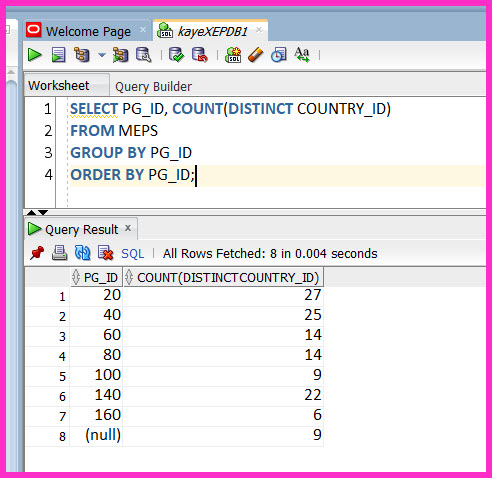 Welcome Page kayeXEPDB1
Worksheet Query Builder
1 SELECT PG_ID, COUNT(DISTINCT COUNTRY_ID)
2 FROM MEPS
3 GROUP BY PG_ID
4 ORDER BY PG_ID;
Query Result
SQL | All Rows Fetched: 8 in 0.004 seconds
PG_ID COUNT(DISTINCTCOUNTRY_ID)
1 20 27
2 40 25
3 60 14
4 80 14
5 100 9
6 140 22
7 160 6
8 (null) 9